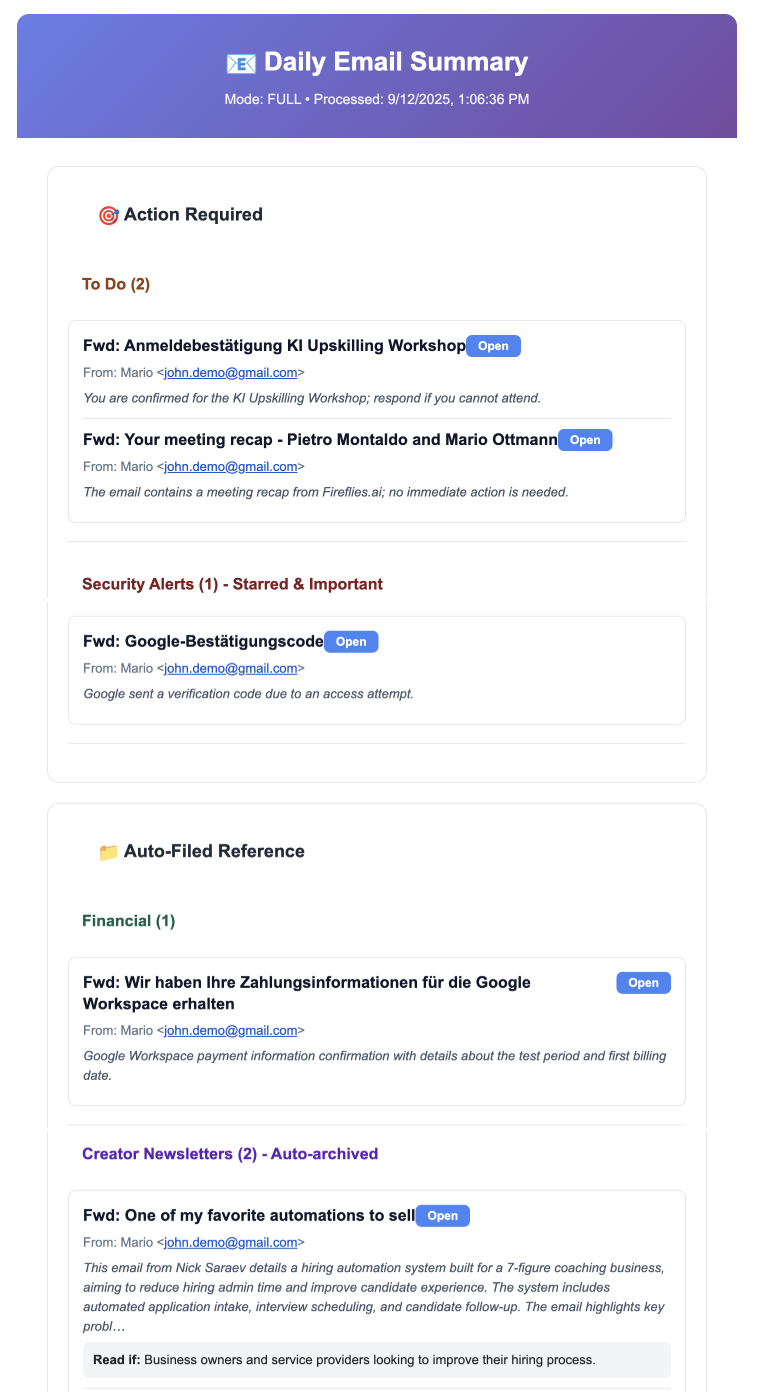 📧 Daily Email Summary
Mode: FULL • Processed: 9/12/2025, 1:06:36 PM
🎯 Action Required
To Do (2)
Fwd: Anmeldebestätigung KI Upskilling Workshop Open
From: Mario <john.demo@gmail.com>
You are confirmed for the KI Upskilling Workshop; respond if you cannot attend.
Fwd: Your meeting recap - Pietro Montaldo and Mario Ottmann Open
From: Mario <john.demo@gmail.com>
The email contains a meeting recap from Fireflies.ai; no immediate action is needed.
Security Alerts (1) - Starred & Important
Fwd: Google-Bestätigungscode Open
From: Mario <john.demo@gmail.com>
Google sent a verification code due to an access attempt.
📁 Auto-Filed Reference
Financial (1)
Fwd: Wir haben Ihre Zahlungsinformationen für die Google Open
Workspace erhalten
From: Mario <john.demo@gmail.com>
Google Workspace payment information confirmation with details about the test period and first billing
date.
Creator Newsletters (2) - Auto-archived
Fwd: One of my favorite automations to sell Open
From: Mario <john.demo@gmail.com>
This email from Nick Saraev details a hiring automation system built for a 7-figure coaching business,
aiming to reduce hiring admin time and improve candidate experience. The system includes
automated application intake, interview scheduling, and candidate follow-up. The email highlights key
probl…
Read if: Business owners and service providers looking to improve their hiring process.